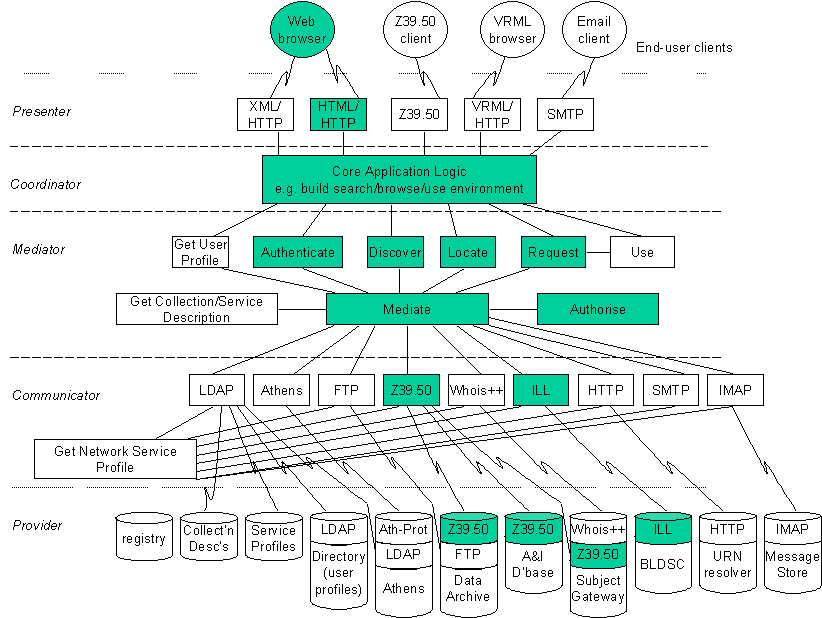 Web
browser
Z39.50
client
VRML
browser
Email
client
End-user clients
Presenter
XML/
HTTP
HTML/
HTTP
Z39.50
VRML/
HTTP
SMTP
Coordinator
Core Application Logic
e.g. build search/browse/use environment
Mediator
Get User
Profile
Authenticate
Discover
Locate
Request
Use
Get Collection/Service
Description
Mediate
Authorise
Communicator
LDAP
Athens
FTP
Z39.50
Whois++
ILL
HTTP
SMTP
IMAP
Get Network Service
Profile
Provider
registry
Collect'n
Desc's
Service
Profiles
LDAP
Directory
(user
profiles)
Ath-Prot
LDAP
Athens
Z39.50
FTP
Data
Archive
Z39.50
A&I
D'base
Whois++
Z39.50
Subject
Gateway
ILL
BLDSC
HTTP
URN
resolver
IMAP
Message
Store